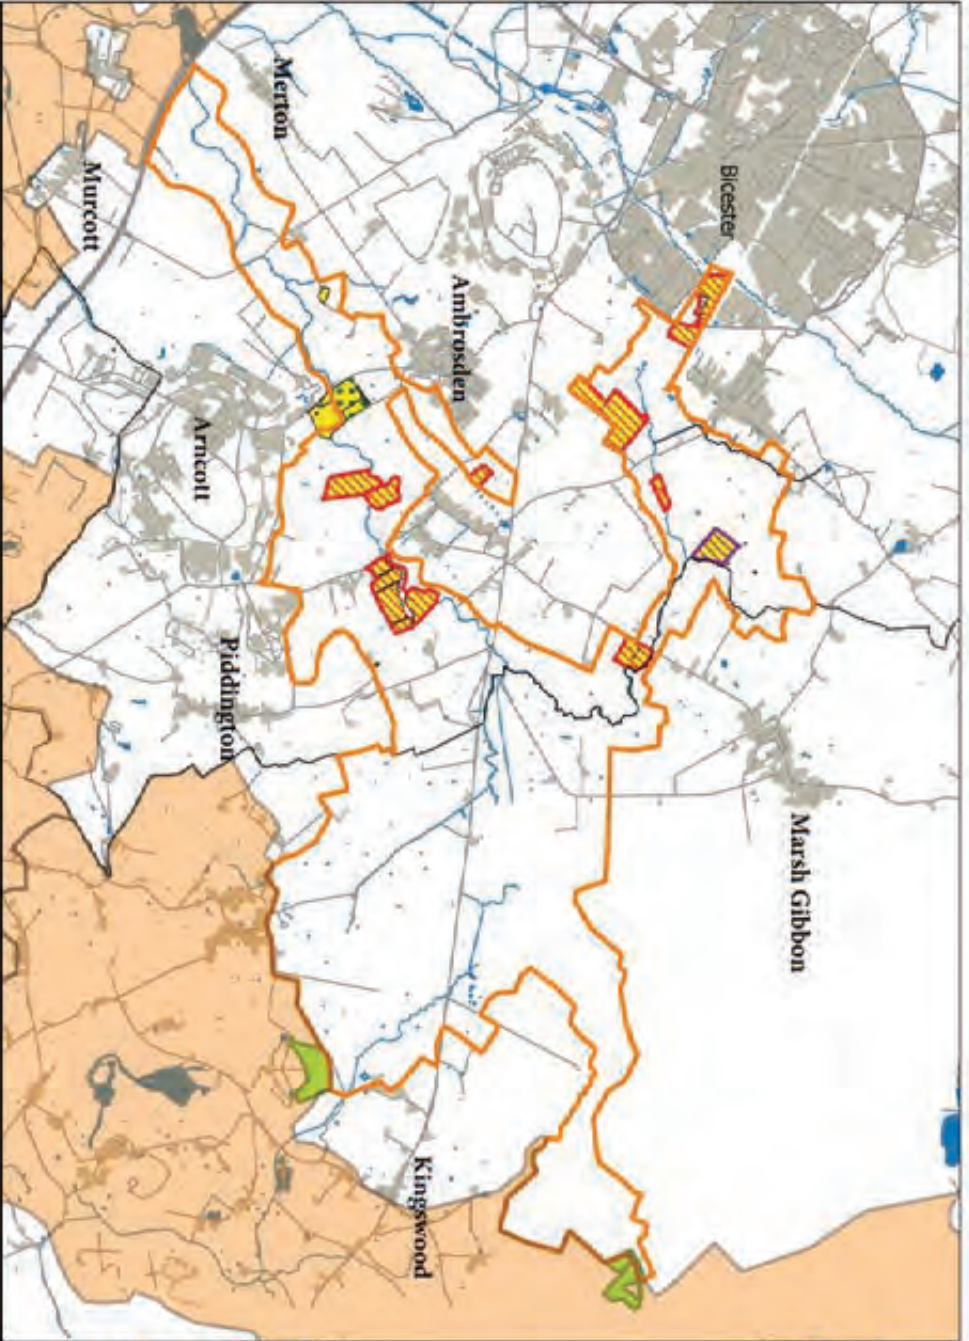 Bicester
Merton
Murcott
Ambrosden
Arncott
Piddington
Marsh Gibbon
Kingswood